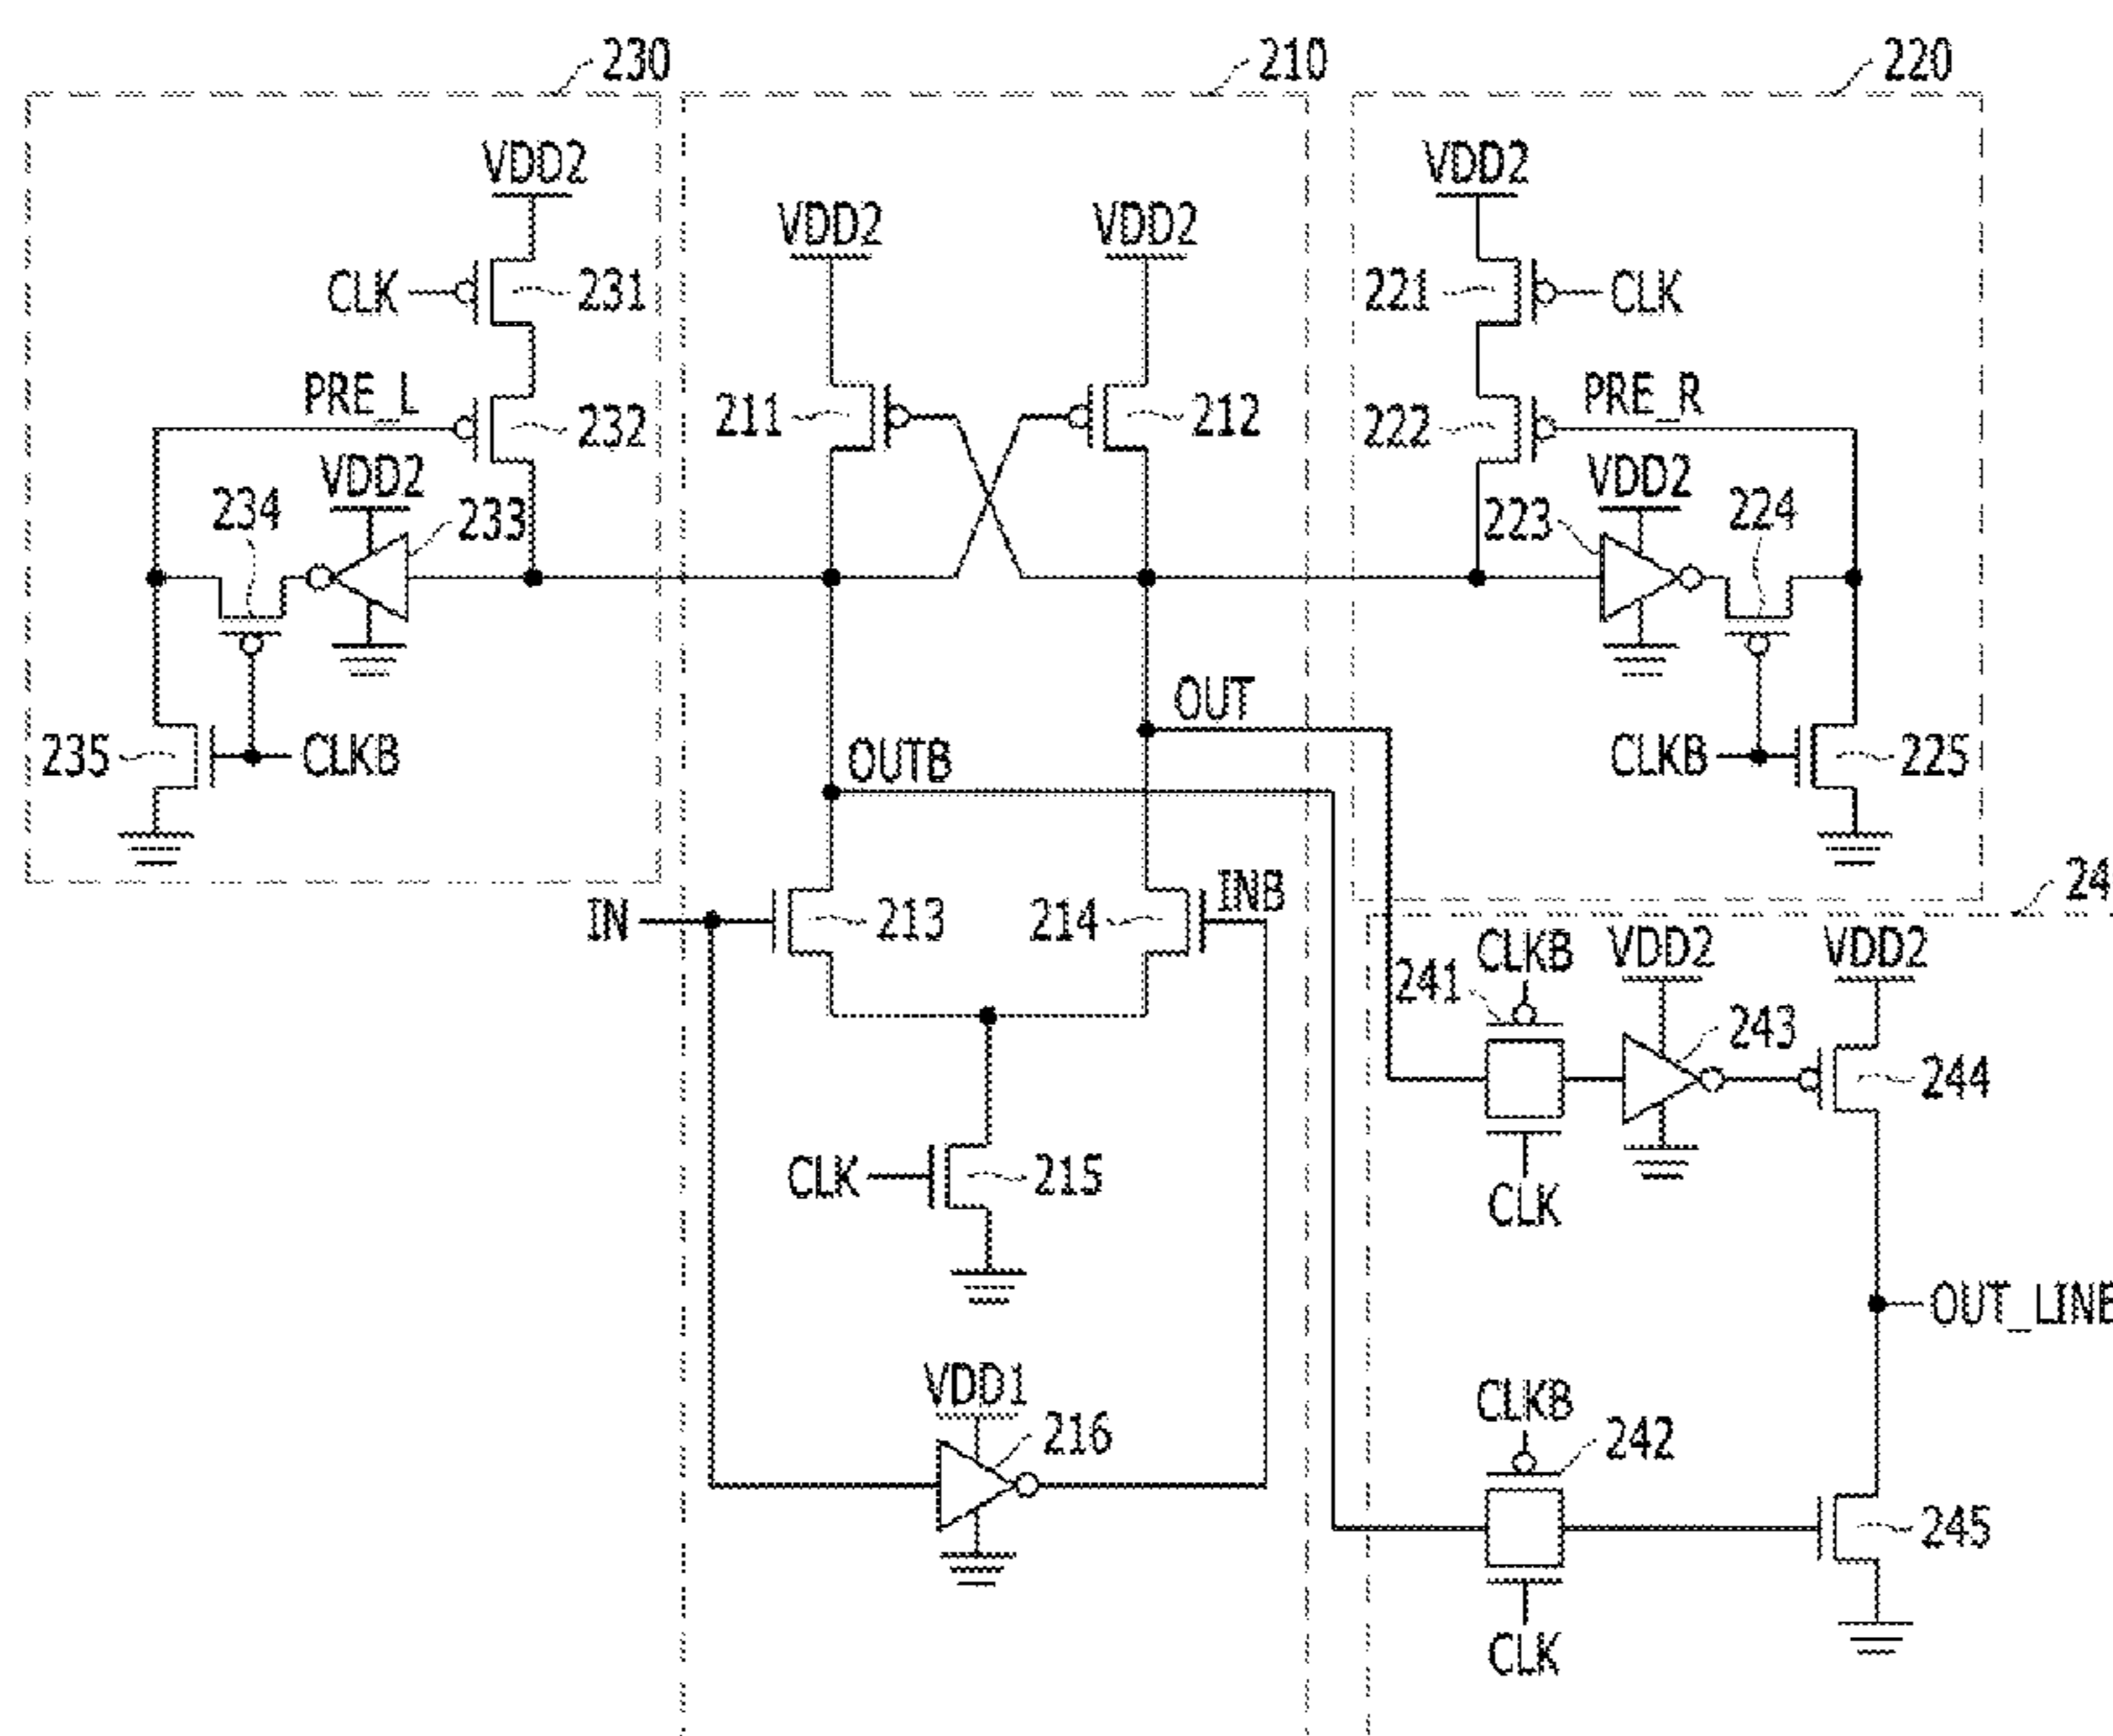 230
210
220
VDD2
VDD2
VDD2
VDD2
CLK
231
221
CLK
PRE_L
232
211
212
222
PRE_R
VDD2
234
233
VDD2
223
224
OUT
235
CLKB
OUTB
CLKB
225
24
IN
213
214
INB
CLKB
VDD2
VDD2
241
243
244
CLK
215
CLK
OUT_LINE
VDD1
216
CLKB
242
245
CLK